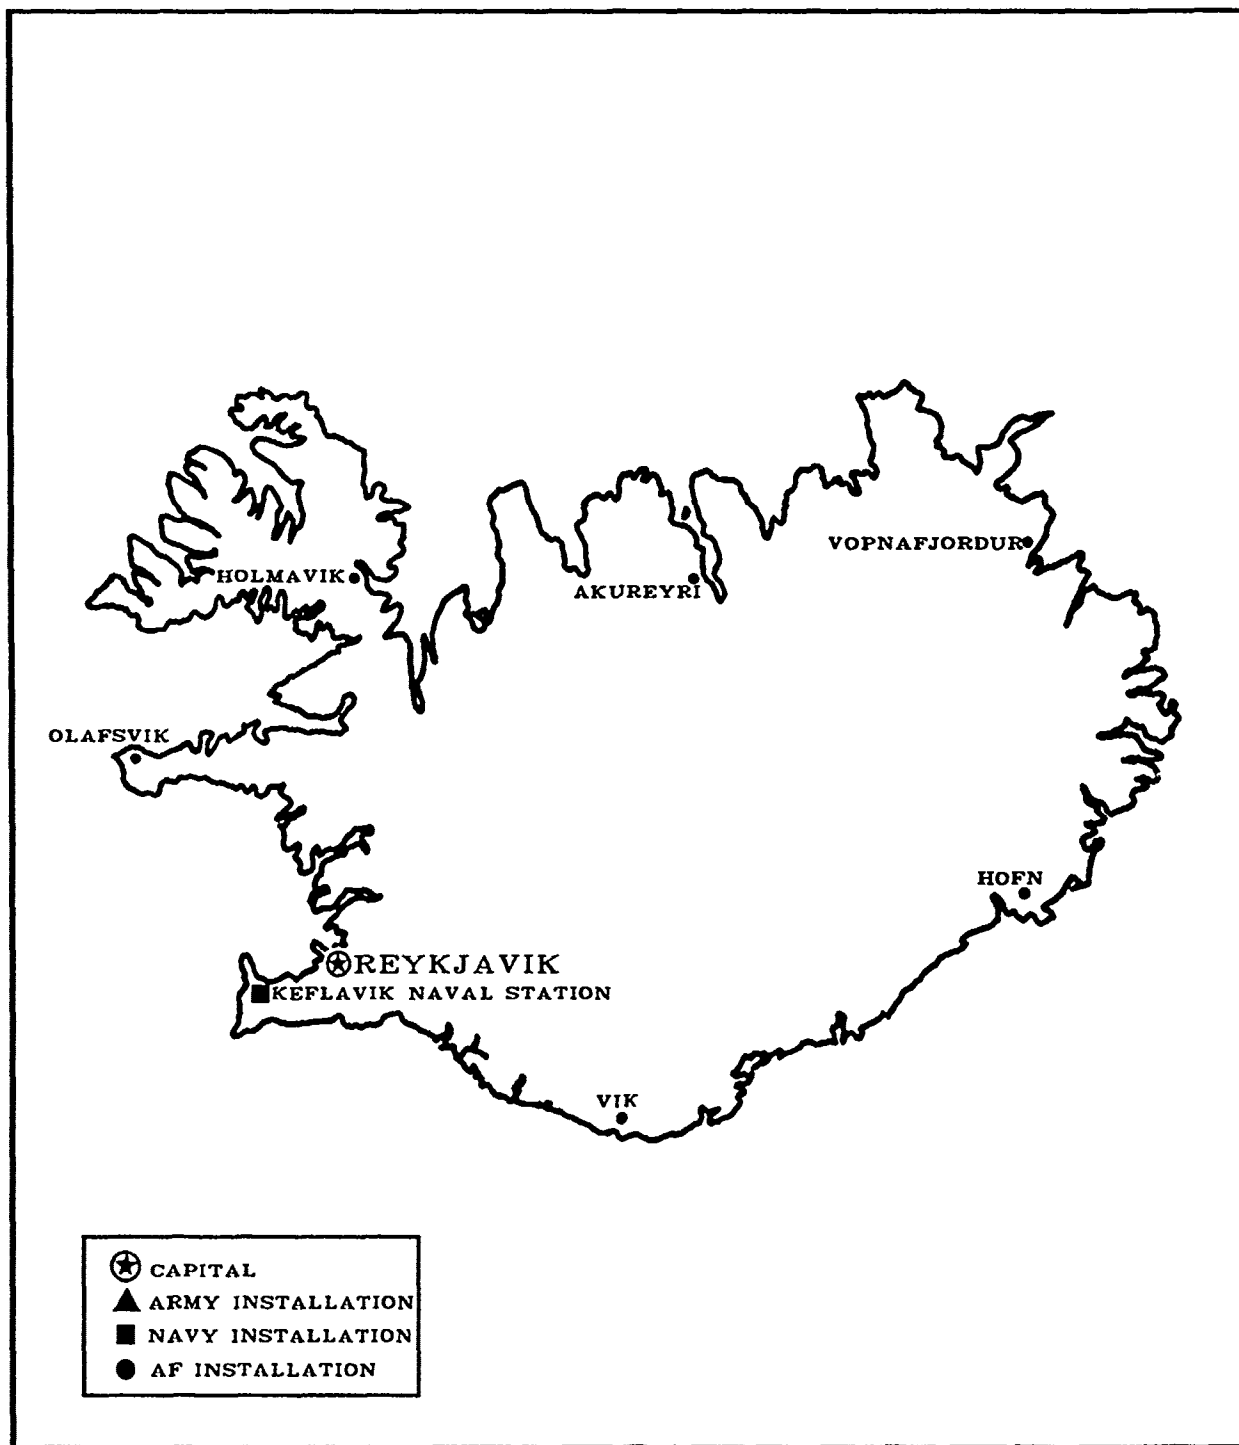 VOPNAFJORDUR
HOLMAVIK
AKUREYRI
OLAFSVIK
HOFN
REYKJAVIK
KEFLAVIK NAVAL STATION
VIK
CAPITAL
ARMY INSTALLATION
NAVY INSTALLATION
AF INSTALLATION